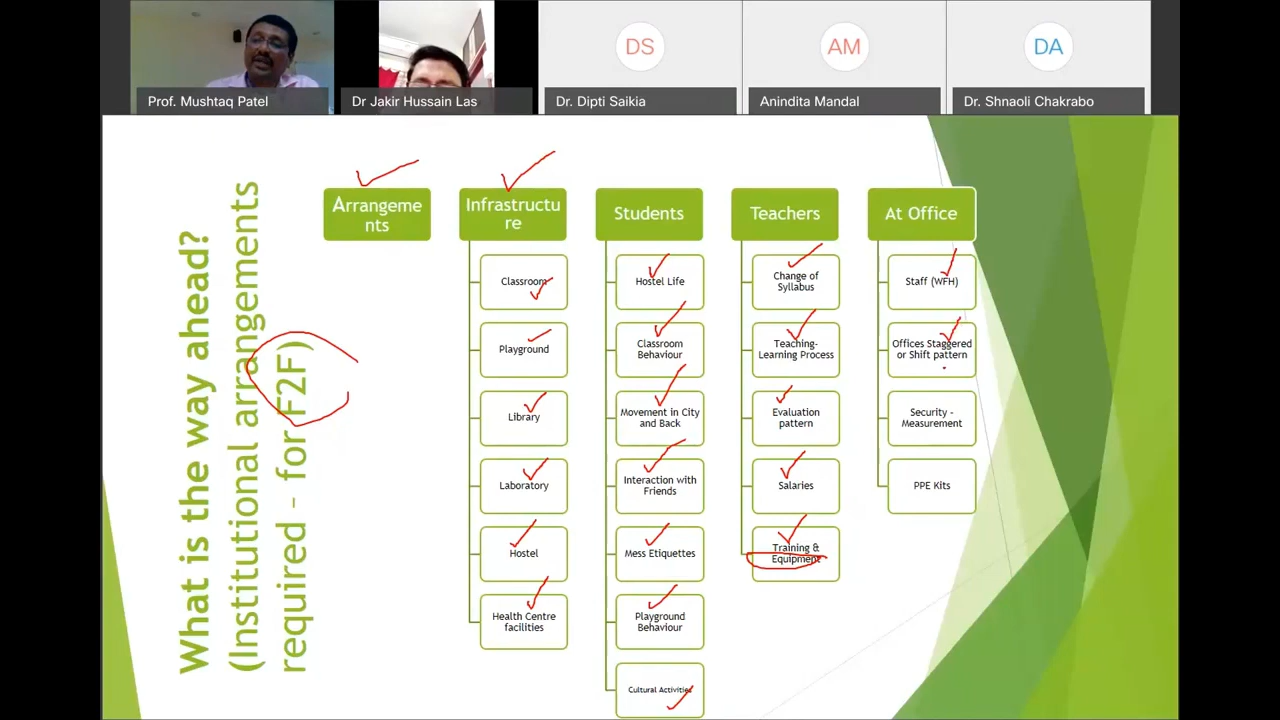 DS
AM
DA
Prof. Mushtaq Patel
Dr Jakir Hussain Las
Dr. Dipti Saikia
Anindita Mandal
Dr. Shnaoli Chakrabo
What is the way ahead?
(Institutional arrangements
required - for F2F)
Arrangeme
nts
Infrastructu
re
Classroom
Playground
Library
Laboratory
Hostel
Health Centre
facilities
Students
Hostel Life
Classroom
Behaviour
Movement in City
and Back
Interaction with
Friends
Mess Etiquettes
Playground
Behaviour
Cultural Activities
Teachers
Change of
Syllabus
Teaching-
Learning Process
Evaluation
pattern
Salaries
Training &
Equipment
At Office
Staff (WFH)
Offices Staggered
or Shift pattern
Security -
Measurement
PPE Kits